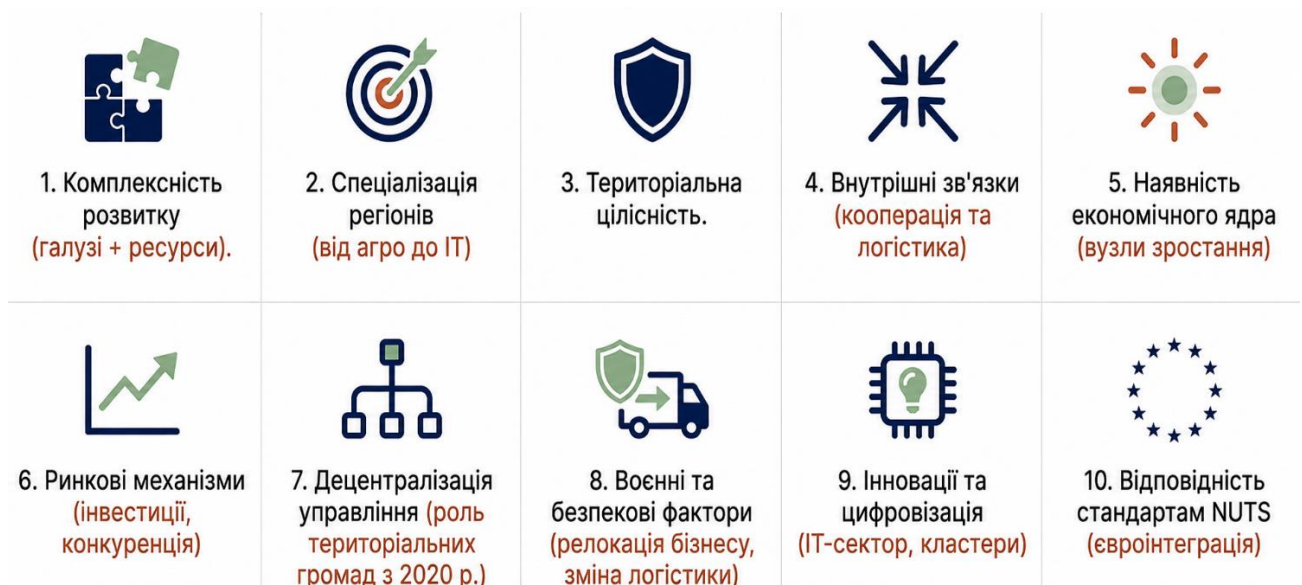 1. Комплексність
розвитку
(галузі + ресурси).
2. Спеціалізація
регіонів
(від агро до ІТ)
3. Територіальна
цілісність.
4. Внутрішні зв'язки
(кооперація та
логістика)
5. Наявність
економічного ядра
(вузли зростання)
6. Ринкові механізми
(інвестиції,
конкуренція)
7. Децентралізація
управління (роль
територіальних
громад з 2020 р.)
8. Воєнні та
безпекові фактори
(релокація бізнесу,
зміна логістики)
9. Інновації та
цифровізація
(ІТ-сектор, кластери)
10. Відповідність
стандартам NUTS
(євроінтеграція)